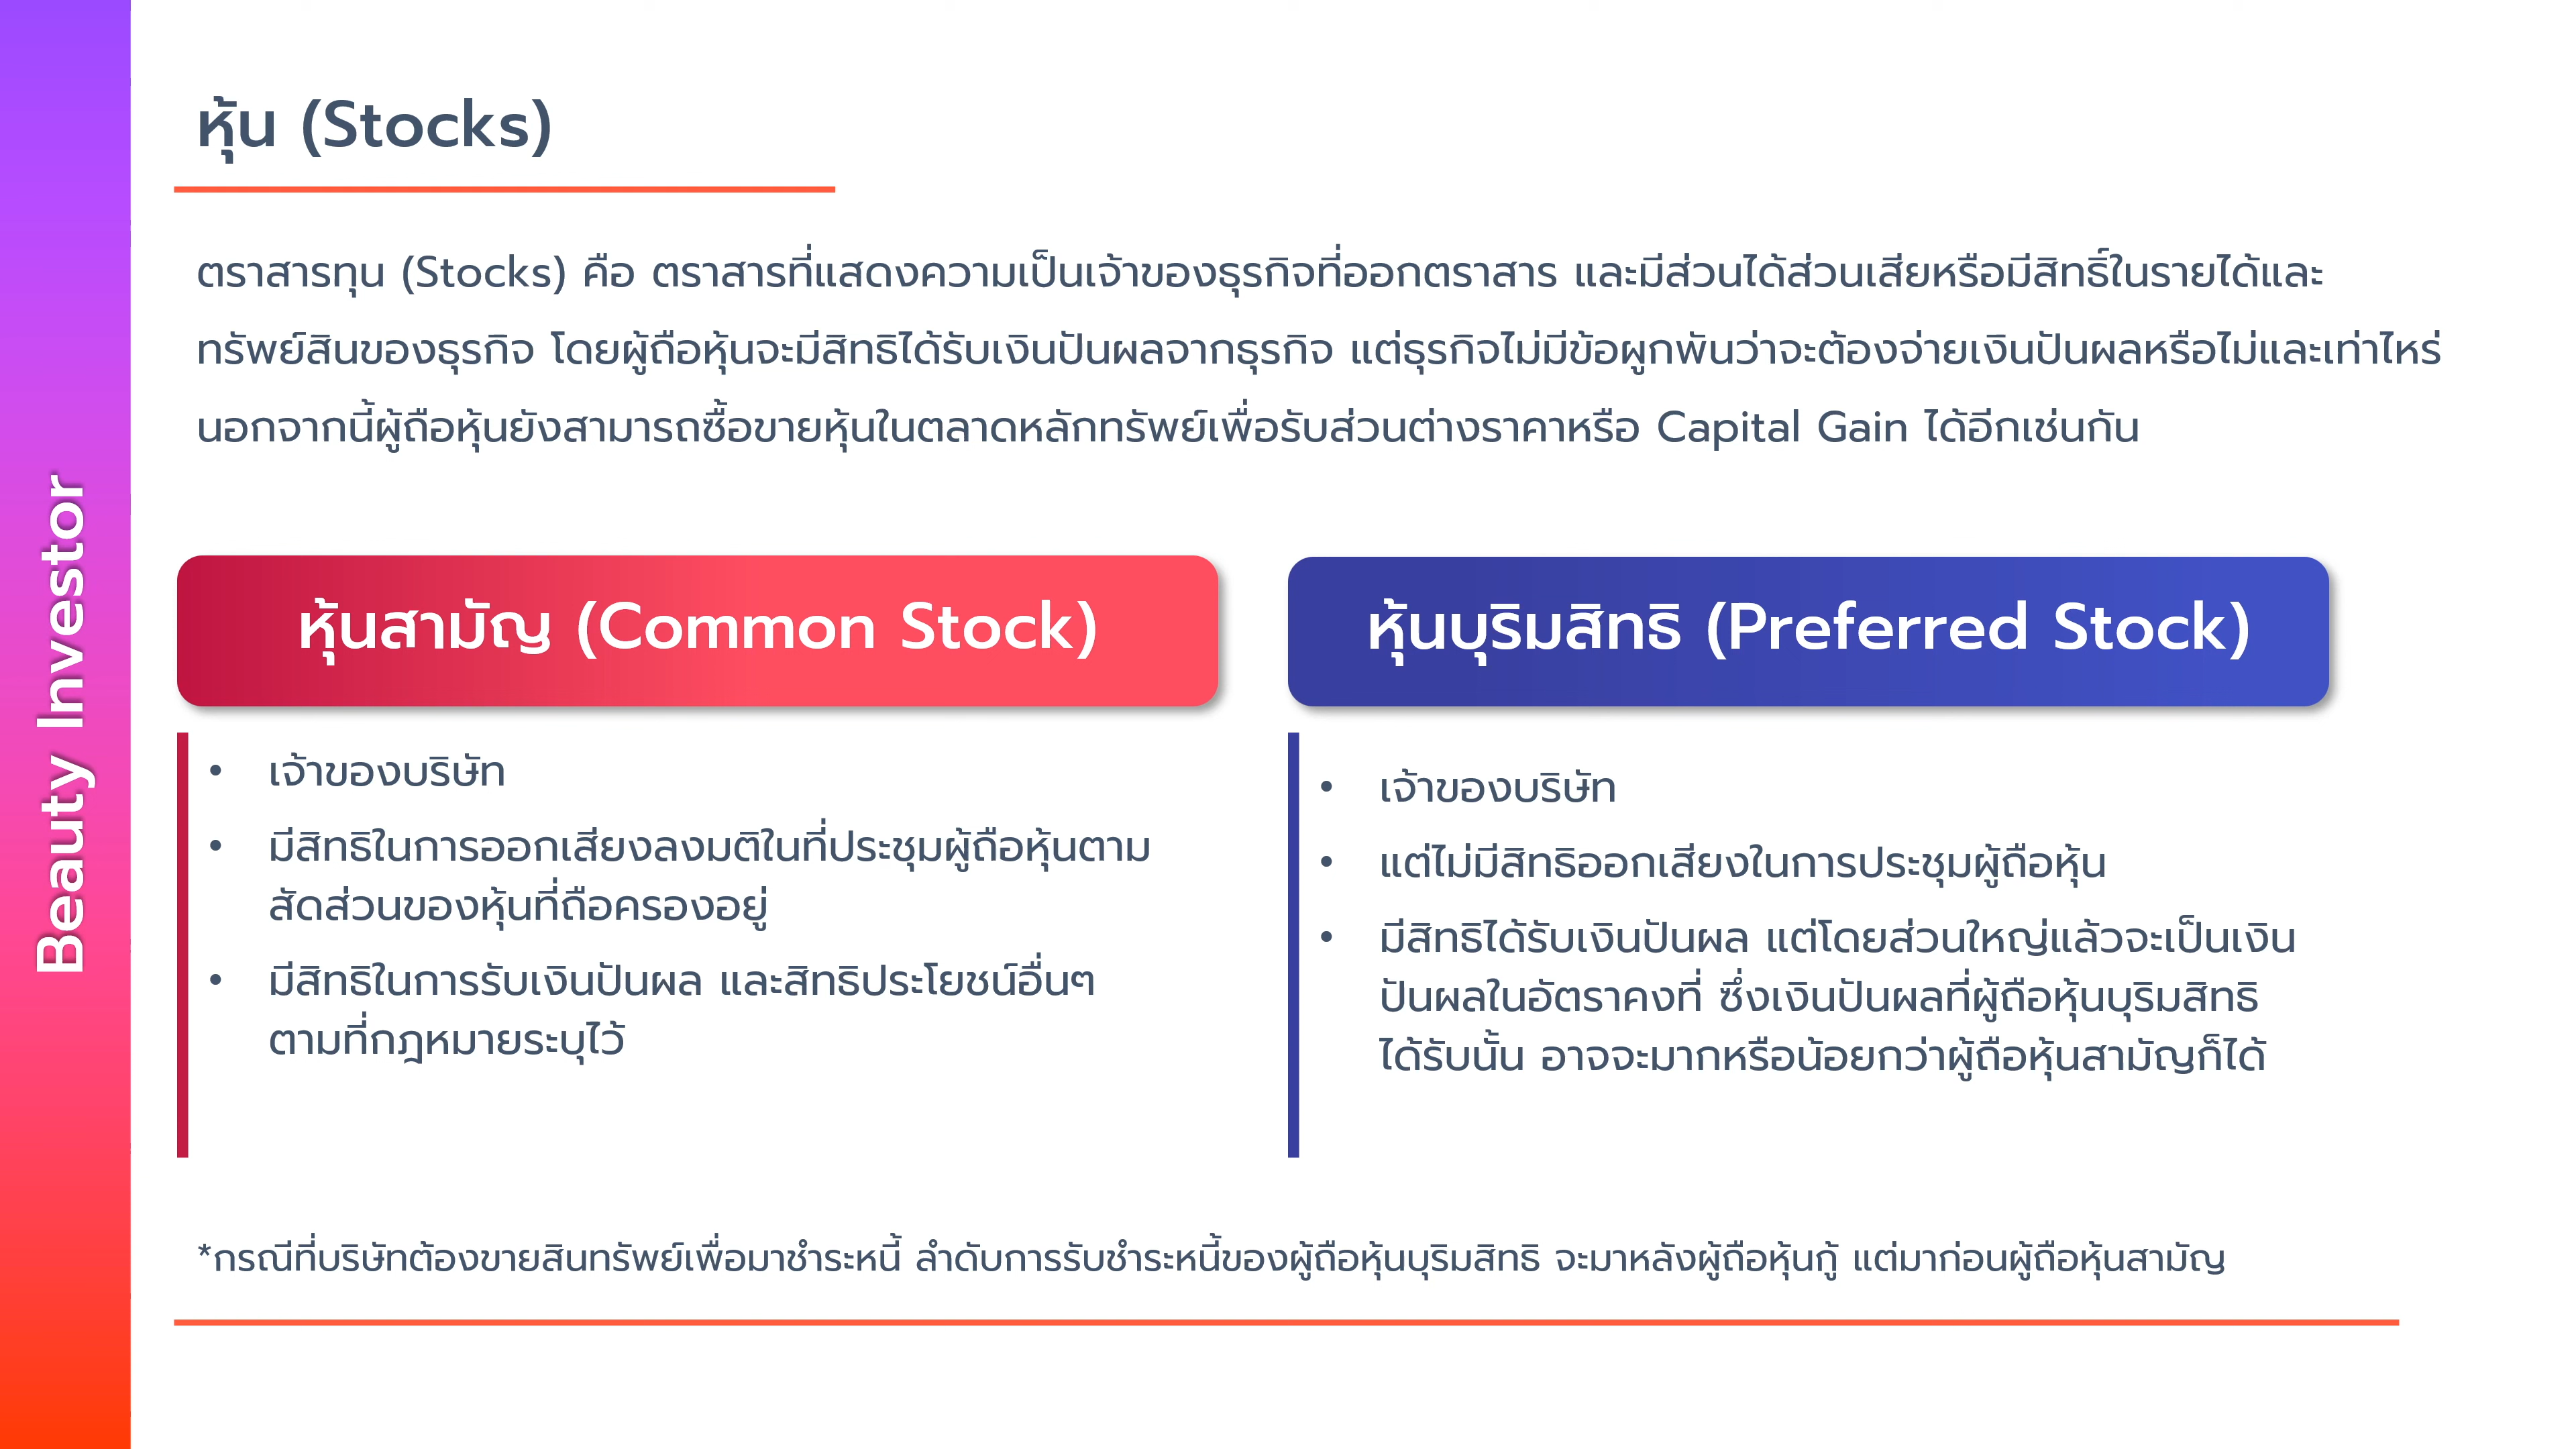 Beauty Investor
หุ้น (Stocks)
ตราสารทุน (Stocks) คือ ตราสารที่แสดงความเป็นเจ้าของธุรกิจที่ออกตราสาร และมีส่วนได้ส่วนเสียหรือมีสิทธิ์ในรายได้และ
ทรัพย์สินของธุรกิจ โดยผู้ถือหุ้นจะมีสิทธิได้รับเงินปันผลจากธุรกิจ แต่ธุรกิจไม่มีข้อผูกพันว่าจะต้องจ่ายเงินปันผลหรือไม่และเท่าไหร่
นอกจากนี้ผู้ถือหุ้นยังสามารถซื้อขายหุ้นในตลาดหลักทรัพย์เพื่อรับส่วนต่างราคาหรือ Capital Gain ได้อีกเช่นกัน
หุ้นสามัญ (Common Stock)
• เจ้าของบริษัท
• มีสิทธิในการออกเสียงลงมติในที่ประชุมผู้ถือหุ้นตาม
สัดส่วนของหุ้นที่ถือครองอยู่
• มีสิทธิในการรับเงินปันผล และสิทธิประโยชน์อื่นๆ
ตามที่กฎหมายระบุไว้
หุ้นบุริมสิทธิ (Preferred Stock)
• เจ้าของบริษัท
• แต่ไม่มีสิทธิออกเสียงในการประชุมผู้ถือหุ้น
• มีสิทธิได้รับเงินปันผล แต่โดยส่วนใหญ่แล้วจะเป็นเงิน
ปันผลในอัตราคงที่ ซึ่งเงินปันผลที่ผู้ถือหุ้นบุริมสิทธิ
ได้รับนั้น อาจจะมากหรือน้อยกว่าผู้ถือหุ้นสามัญก็ได้
*กรณีที่บริษัทต้องขายสินทรัพย์เพื่อมาชำระหนี้ ลำดับการรับชำระหนี้ของผู้ถือหุ้นบุริมสิทธิ จะมาหลังผู้ถือหุ้นกู้ แต่มาก่อนผู้ถือหุ้นสามัญ